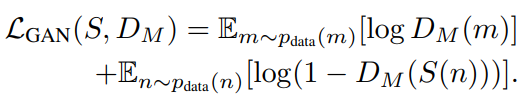 ℒ_GAN(S, D_M) = 𝔼_{m∼p_data(m)}[log D_M(m)]
+𝔼_{n∼p_data(n)}[log(1 − D_M(S(n)))].